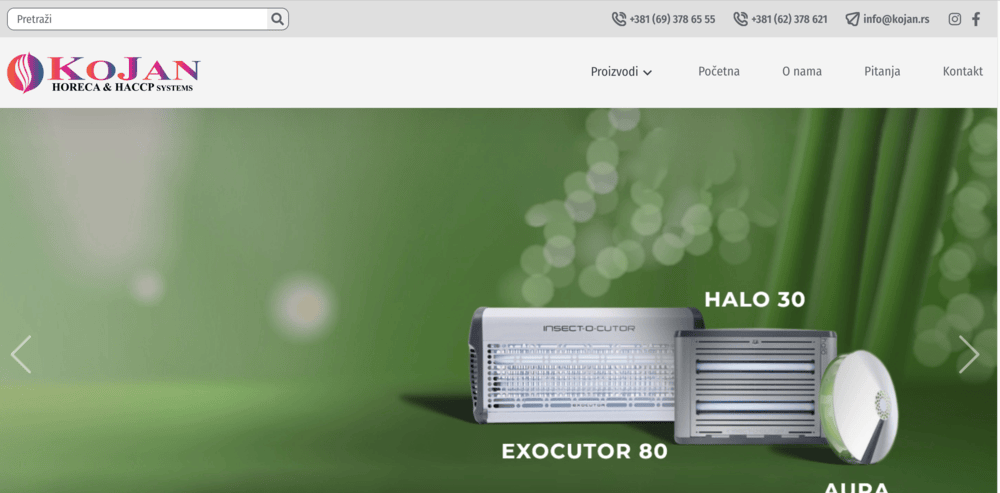 Pretraži
+381 (69) 378 65 55
+381 (62) 378 621
info@kojan.rs
KOJAN
HORECA & HACCP SYSTEMS
Proizvodi
Početna
O nama
Pitanja
Kontakt
HALO 30
INSECT-O-CUTOR
EXOCUTOR 80
AURA